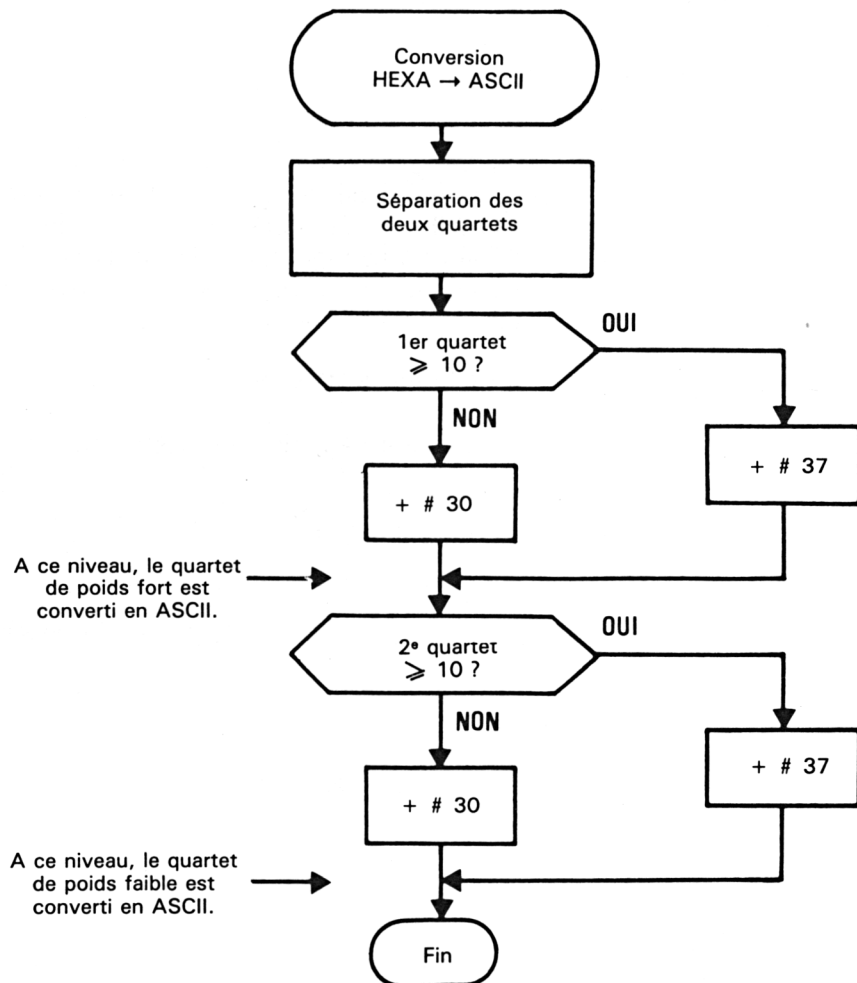 Conversion
HEXA → ASCII
Séparation des
deux quartets
1er quartet
⩾ 10 ?
OUI
NON
+ # 37
+ # 30
A ce niveau, le quartet
de poids fort est
converti en ASCII.
2e quartet
⩾ 10 ?
OUI
NON
+ # 37
+ # 30
A ce niveau, le quartet
de poids faible est
converti en ASCII.
Fin